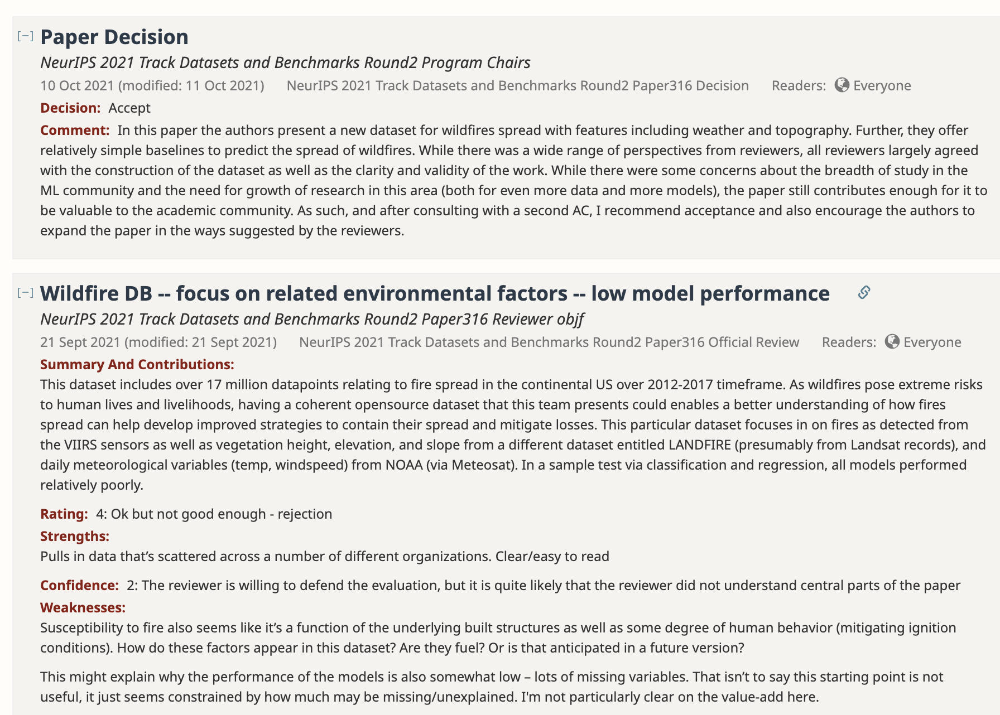 [–] Paper Decision
NeurIPS 2021 Track Datasets and Benchmarks Round2 Program Chairs
10 Oct 2021 (modified: 11 Oct 2021) NeurIPS 2021 Track Datasets and Benchmarks Round2 Paper316 Decision Readers: Everyone
Decision: Accept
Comment: In this paper the authors present a new dataset for wildfires spread with features including weather and topography. Further, they offer
relatively simple baselines to predict the spread of wildfires. While there was a wide range of perspectives from reviewers, all reviewers largely agreed
with the construction of the dataset as well as the clarity and validity of the work. While there were some concerns about the breadth of study in the
ML community and the need for growth of research in this area (both for even more data and more models), the paper still contributes enough for it to
be valuable to the academic community. As such, and after consulting with a second AC, I recommend acceptance and also encourage the authors to
expand the paper in the ways suggested by the reviewers.
[–] Wildfire DB -- focus on related environmental factors -- low model performance
NeurIPS 2021 Track Datasets and Benchmarks Round2 Paper316 Reviewer objf
21 Sept 2021 (modified: 21 Sept 2021) NeurIPS 2021 Track Datasets and Benchmarks Round2 Paper316 Official Review Readers: Everyone
Summary And Contributions:
This dataset includes over 17 million datapoints relating to fire spread in the continental US over 2012-2017 timeframe. As wildfires pose extreme risks
to human lives and livelihoods, having a coherent opensource dataset that this team presents could enables a better understanding of how fires
spread can help develop improved strategies to contain their spread and mitigate losses. This particular dataset focuses in on fires as detected from
the VIIRS sensors as well as vegetation height, elevation, and slope from a different dataset entitled LANDFIRE (presumably from Landsat records), and
daily meteorological variables (temp, windspeed) from NOAA (via Meteosat). In a sample test via classification and regression, all models performed
relatively poorly.
Rating: 4: Ok but not good enough - rejection
Strengths:
Pulls in data that’s scattered across a number of different organizations. Clear/easy to read
Confidence: 2: The reviewer is willing to defend the evaluation, but it is quite likely that the reviewer did not understand central parts of the paper
Weaknesses:
Susceptibility to fire also seems like it’s a function of the underlying built structures as well as some degree of human behavior (mitigating ignition
conditions). How do these factors appear in this dataset? Are they fuel? Or is that anticipated in a future version?
This might explain why the performance of the models is also somewhat low – lots of missing variables. That isn’t to say this starting point is not
useful, it just seems constrained by how much may be missing/unexplained. I'm not particularly clear on the value-add here.